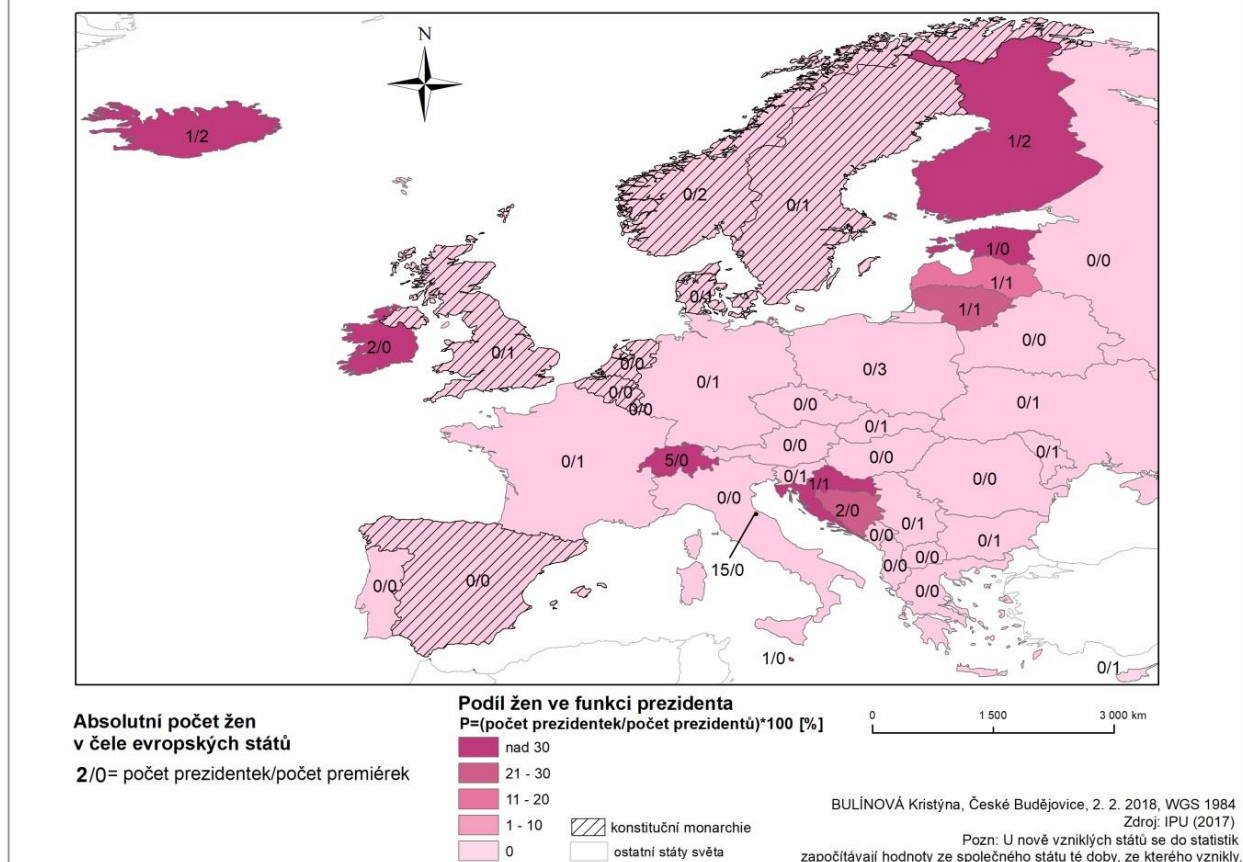 N
1/2
1/2
0/2
0/1
1/0
0/0
1/1
0/1
1/1
2/0
0/1
0/0
0/0
0/0
0/0
0/1
0/3
0/0
0/1
0/1
0/0
0/1
0/1
5/0
0/0
0/1
1/1
0/0
0/0
2/0
0/1
0/0
0/1
0/0
0/0
0/0
0/0
0/0
15/0
1/0
0/1
Absolutní počet žen
v čele evropských států
2/0= počet prezidentek/počet premiérek
Podíl žen ve funkci prezidenta
P=(počet prezidentek/počet prezidentů)*100 [%]
nad 30
21 - 30
11 - 20
1 - 10
0
konstituční monarchie
ostatní státy světa
0 1 500 3 000 km
BULÍNOVÁ Kristýna, České Budějovice, 2. 2. 2018, WGS 1984
Zdroj: IPU (2017)
Pozn: U nově vzniklých států se do statistik
započítávají hodnoty ze společného státu té doby, ze kterého vznikly.